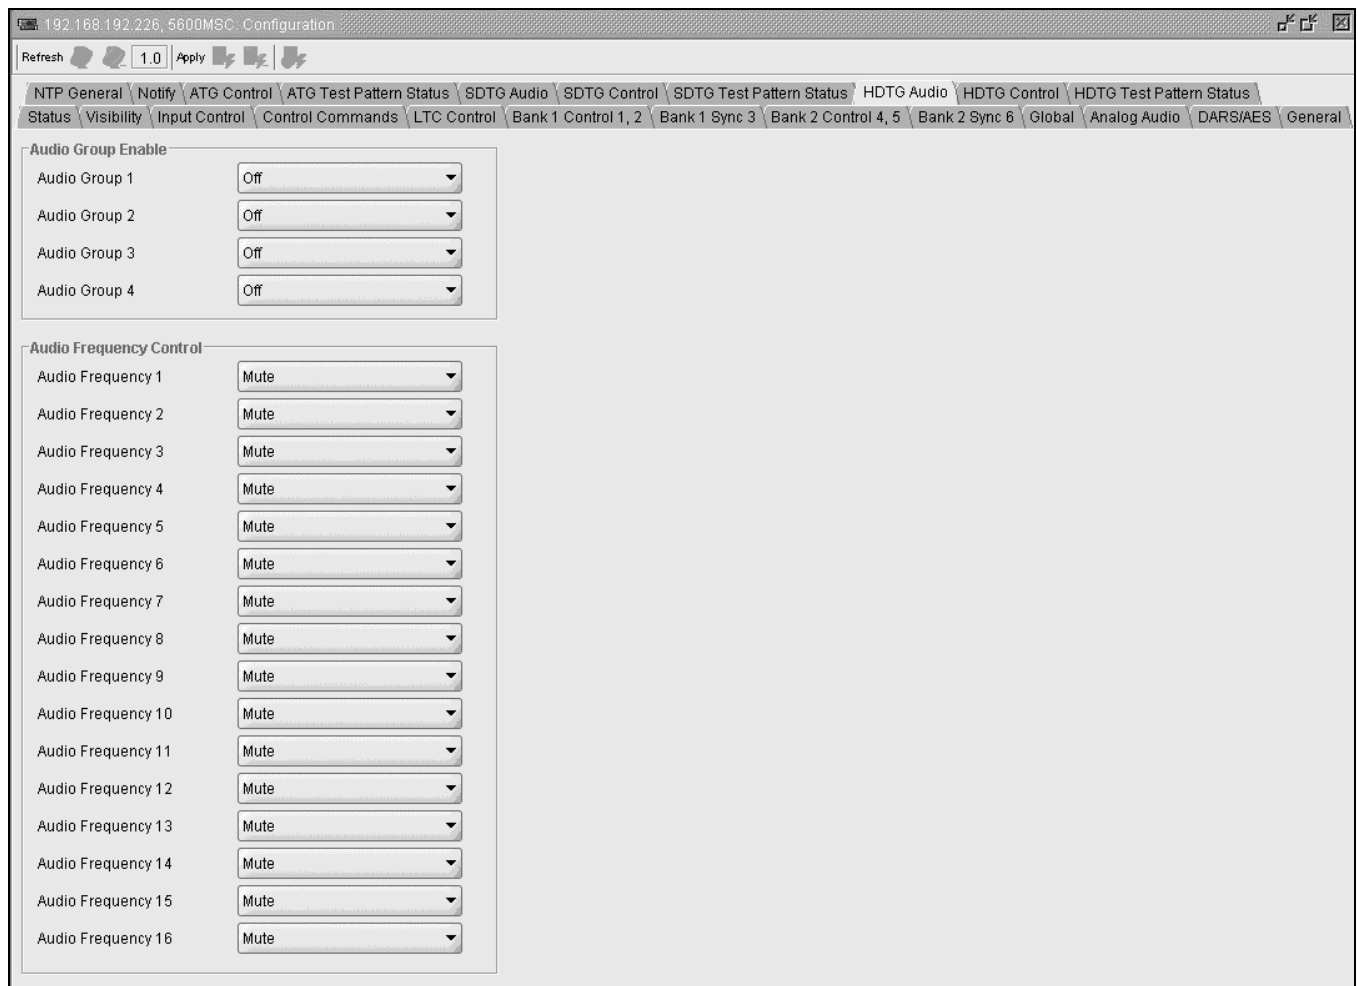 192.168.192.226, 5600MSC: Configuration
Refresh 1.0 Apply
NTP General Notify ATG Control ATG Test Pattern Status SDTG Audio SDTG Control SDTG Test Pattern Status HDTG Audio HDTG Control HDTG Test Pattern Status
Status Visibility Input Control Control Commands LTC Control Bank 1 Control 1, 2 Bank 1 Sync 3 Bank 2 Control 4, 5 Bank 2 Sync 6 Global Analog Audio DARS/AES General
Audio Group Enable
Audio Group 1 Off
Audio Group 2 Off
Audio Group 3 Off
Audio Group 4 Off
Audio Frequency Control
Audio Frequency 1 Mute
Audio Frequency 2 Mute
Audio Frequency 3 Mute
Audio Frequency 4 Mute
Audio Frequency 5 Mute
Audio Frequency 6 Mute
Audio Frequency 7 Mute
Audio Frequency 8 Mute
Audio Frequency 9 Mute
Audio Frequency 10 Mute
Audio Frequency 11 Mute
Audio Frequency 12 Mute
Audio Frequency 13 Mute
Audio Frequency 14 Mute
Audio Frequency 15 Mute
Audio Frequency 16 Mute